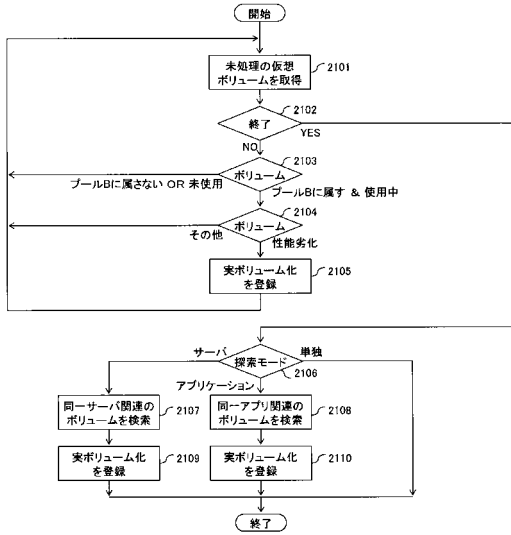 開始
未処理の仮想
ボリュームを取得
2101
終了
2102
YES
NO
ボリューム
2103
プールBに属さない OR 未使用
プールBに属す & 使用中
ボリューム
2104
その他
性能劣化
実ボリューム化
を登録
2105
サーバ
単独
探索モード
2106
アプリケーション
同一サーバ関連の
ボリュームを検索
2107
同一アプリ関連の
ボリュームを検索
2108
実ボリューム化
を登録
2109
実ボリューム化
を登録
2110
終了